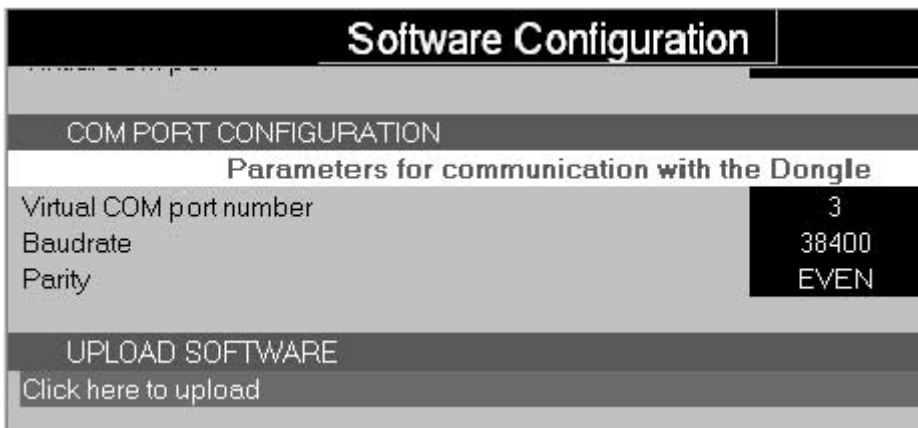 Software Configuration
COM PORT CONFIGURATION
Parameters for communication with the Dongle
Virtual COM port number 3
Baudrate 38400
Parity EVEN
UPLOAD SOFTWARE
Click here to upload